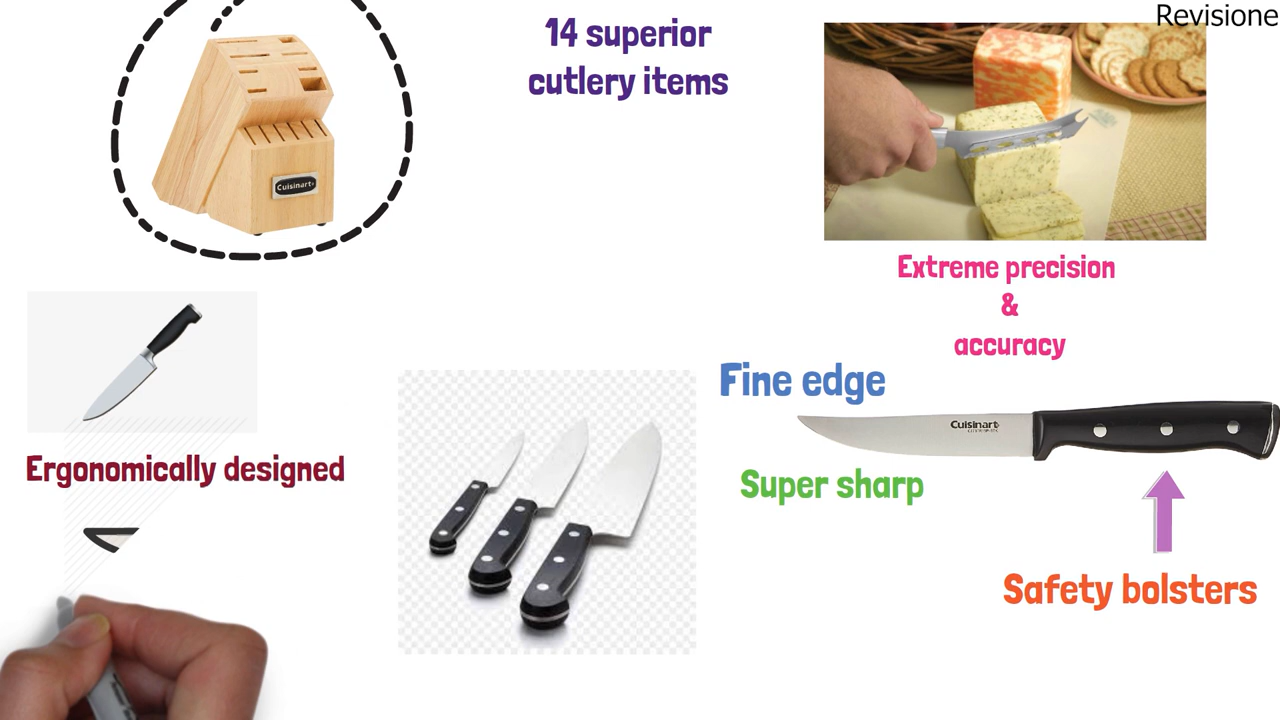 Revisione
14 superior
cutlery items
Cuisinart
Extreme precision
&
accuracy
Fine edge
Cuisinart
Super sharp
Ergonomically designed
Safety bolsters